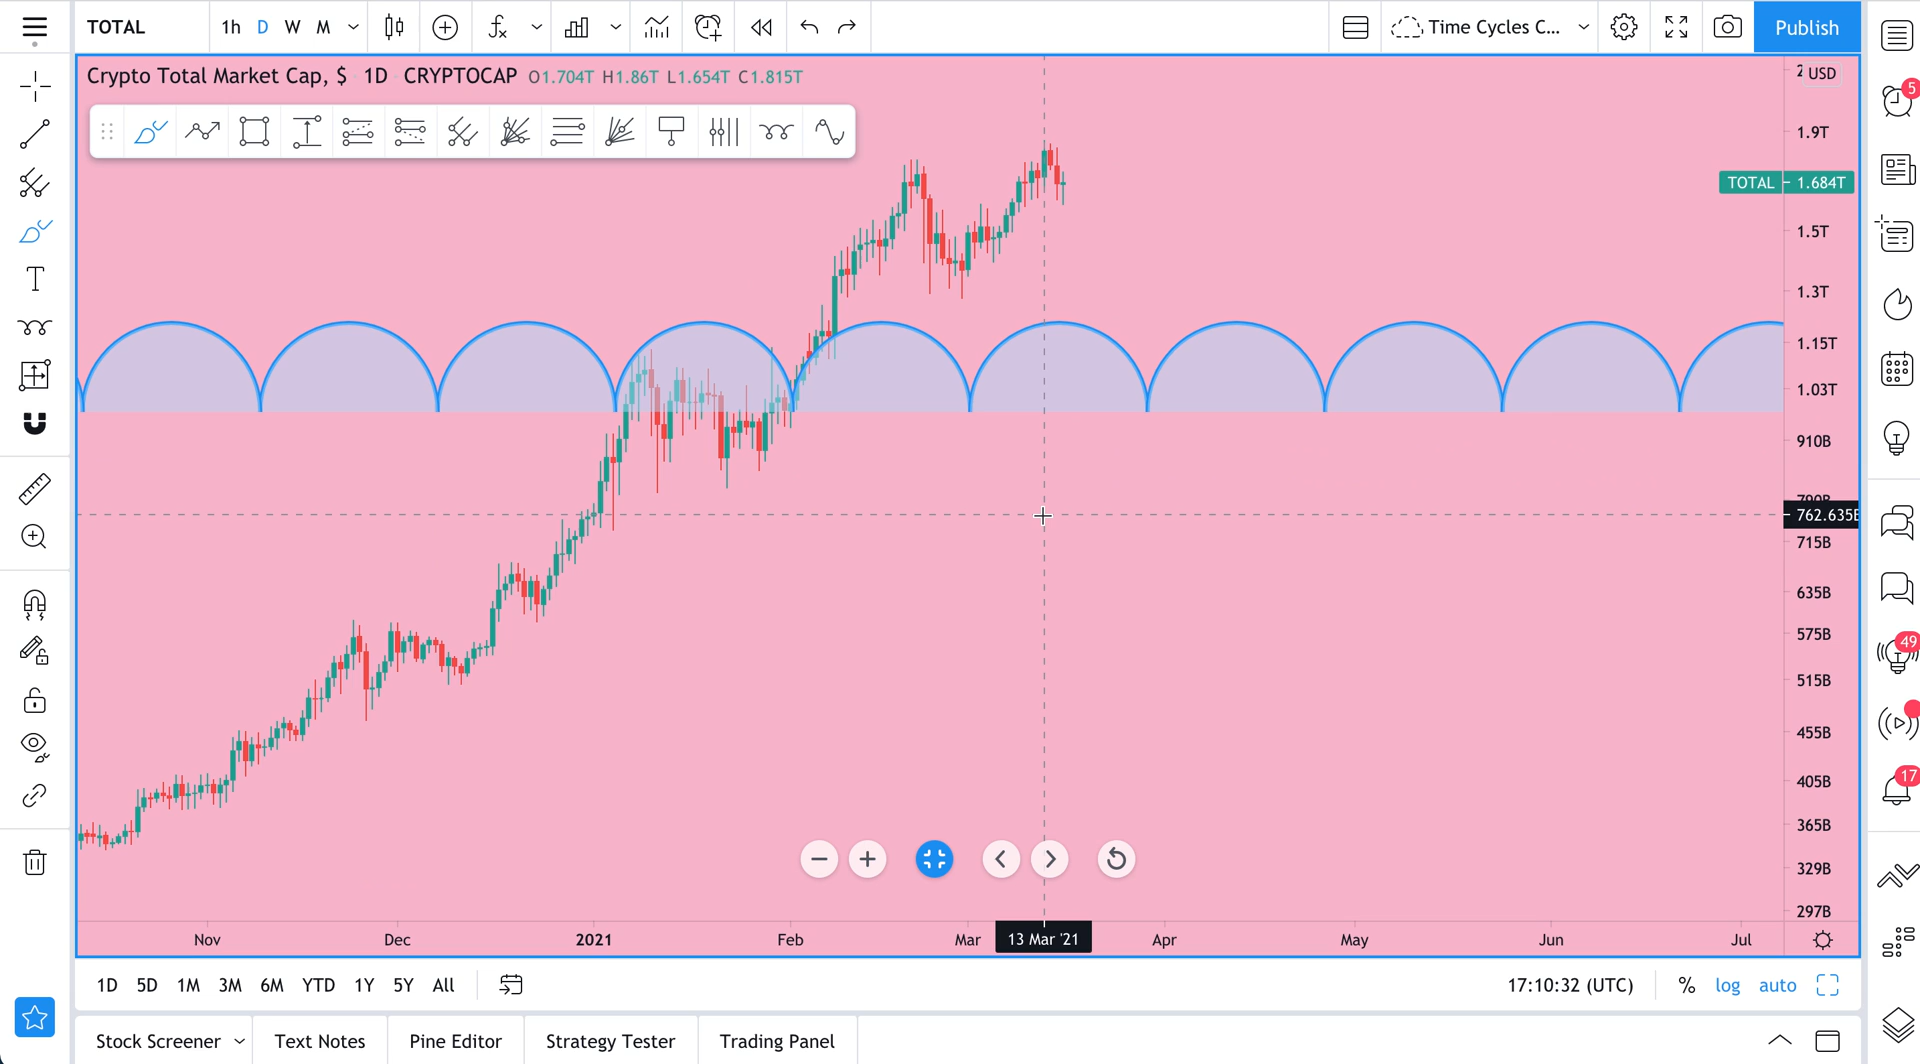 TOTAL 1h D W M Time Cycles C... Publish
Crypto Total Market Cap, $ 1D CRYPTOCAP O1.704T H1.86T L1.654T C1.815T
USD
5
1.9T
TOTAL 1.684T
1.5T
1.3T
1.15T
1.03T
910B
762.635B
715B
635B
575B
49
515B
455B
17
405B
365B
329B
297B
Nov Dec 2021 Feb Mar 13 Mar '21 Apr May Jun Jul
1D 5D 1M 3M 6M YTD 1Y 5Y All 17:10:32 (UTC) % log auto
Stock Screener Text Notes Pine Editor Strategy Tester Trading Panel